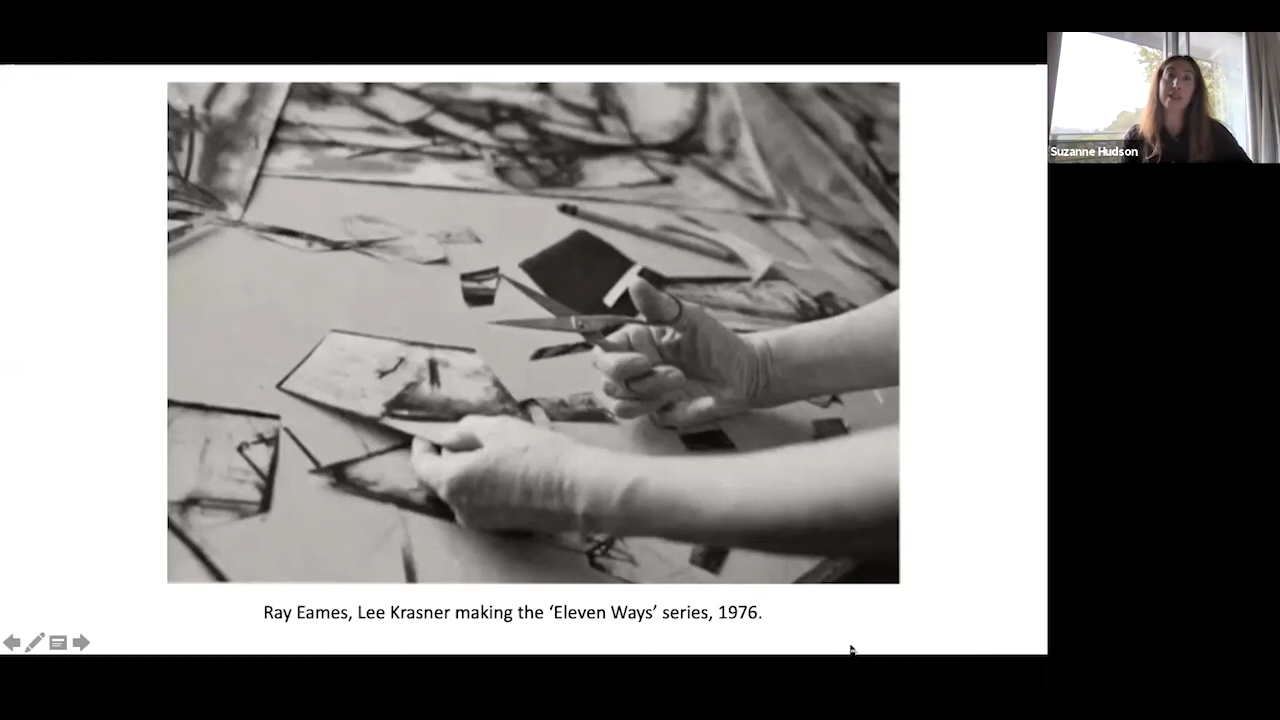 Suzanne Hudson
Ray Eames, Lee Krasner making the ‘Eleven Ways’ series, 1976.